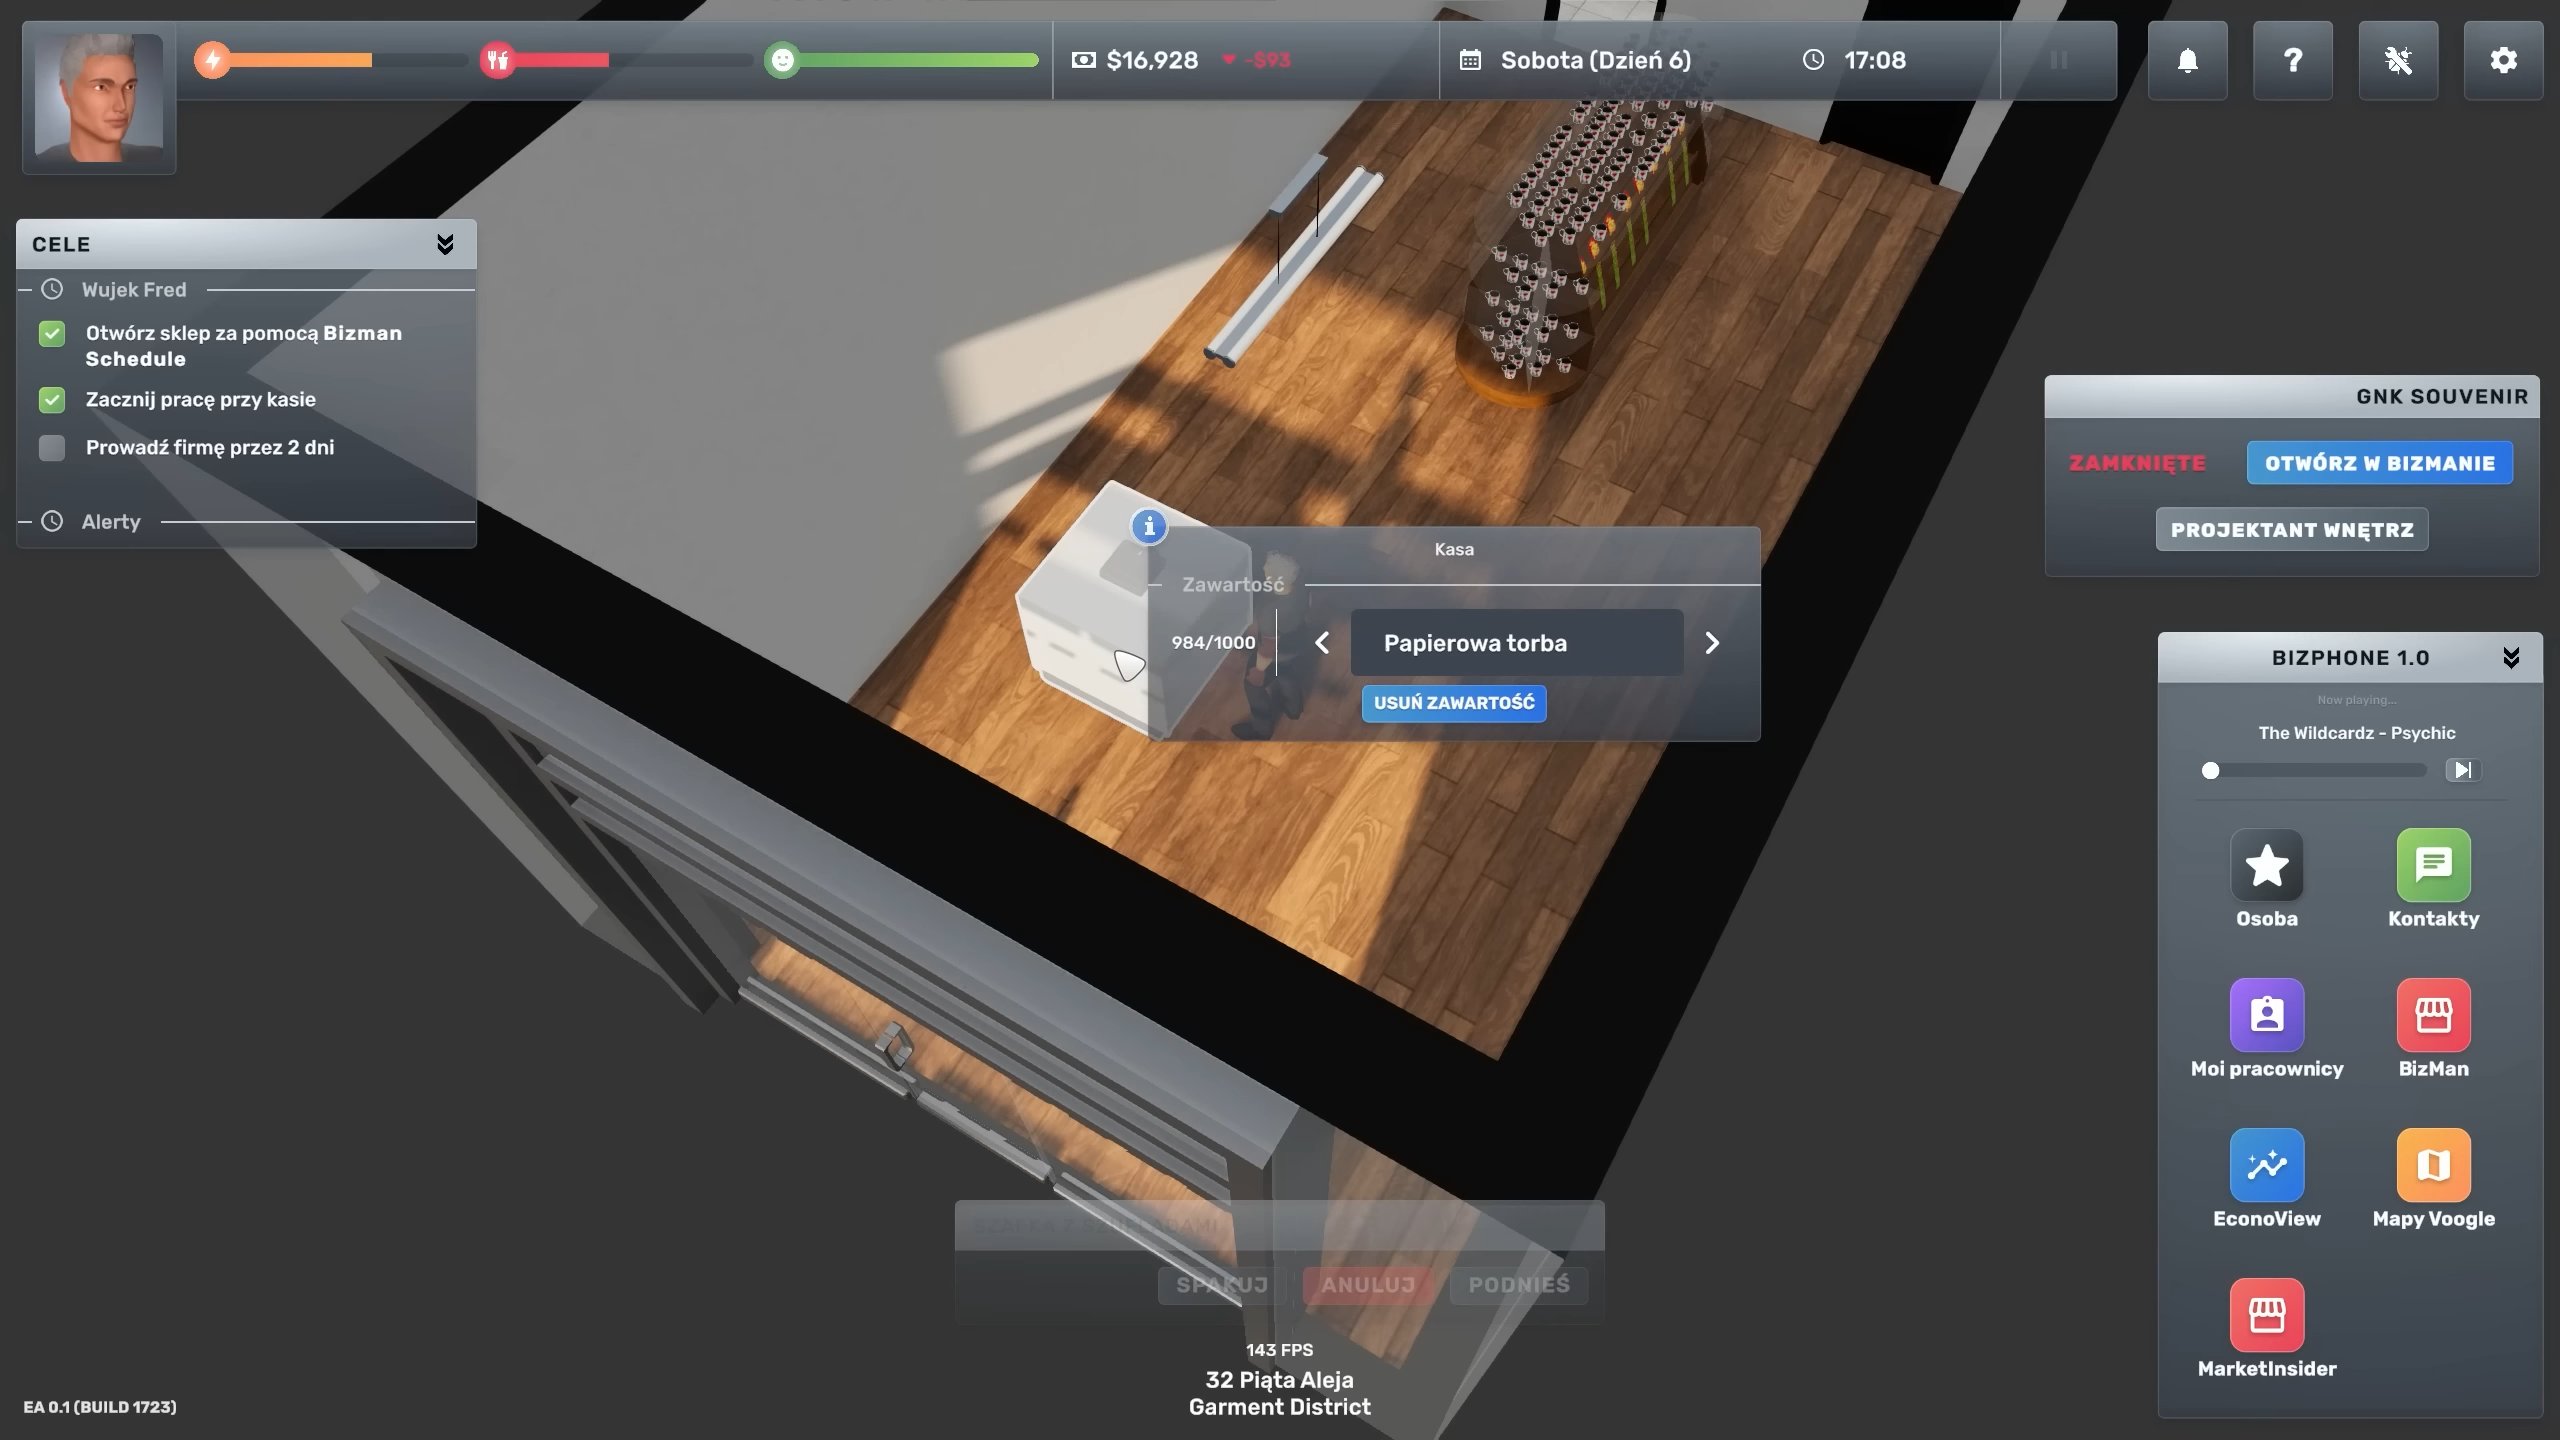 $16,928
-$93
Sobota (Dzień 6)
17:08
CELE
Wujek Fred
Otwórz sklep za pomocą Bizman
Schedule
Zacznij pracę przy kasie
Prowadź firmę przez 2 dni
Alerty
GNK SOUVENIR
ZAMKNIĘTE
OTWÓRZ W BIZMANIE
PROJEKTANT WNĘTRZ
Kasa
Zawartość
984/1000
Papierowa torba
USUŃ ZAWARTOŚĆ
BIZPHONE 1.0
Now playing...
The Wildcardz - Psychic
Osoba
Kontakty
Moi pracownicy
BizMan
EconoView
Mapy Voogle
MarketInsider
SZAFKA Z SZUFLADAMI
SPAKUJ
ANULUJ
PODNIEŚ
143 FPS
32 Piąta Aleja
Garment District
EA 0.1 (BUILD 1723)